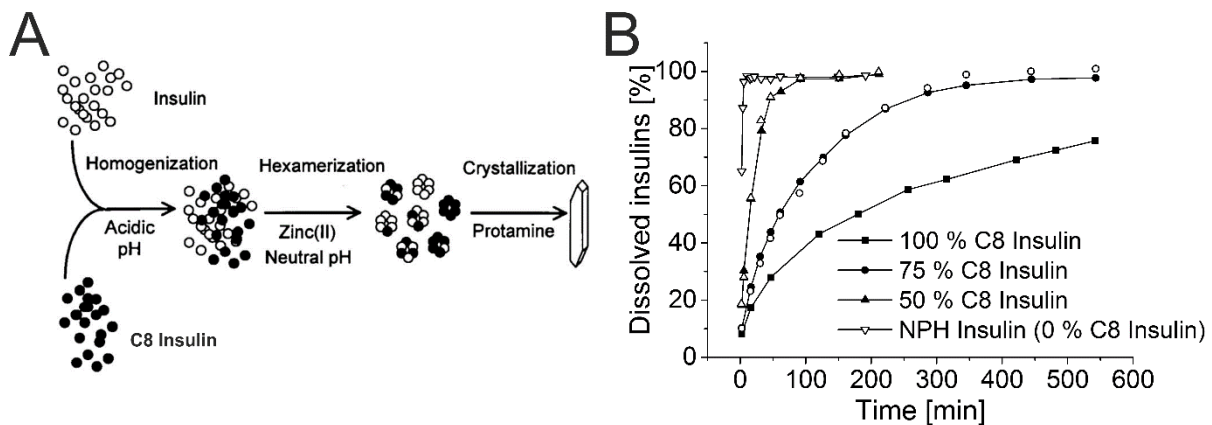 A
Insulin
Homogenization
Acidic
pH
C8 Insulin
Hexamerization
Zinc(II)
Neutral pH
Crystallization
Protamine
B
Dissolved insulins [%]
100
80
60
40
20
0
0 100 200 300 400 500 600
Time [min]
100 % C8 Insulin
75 % C8 Insulin
50 % C8 Insulin
NPH Insulin (0 % C8 Insulin)